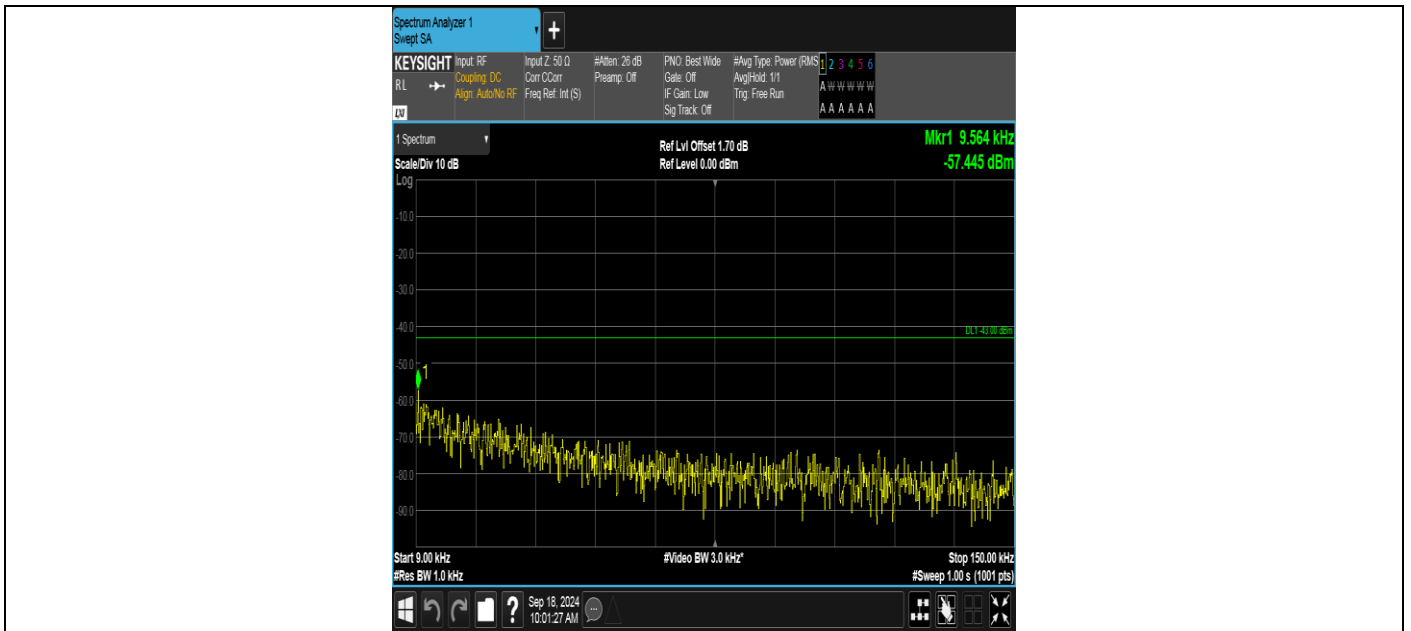 Spectrum Analyzer 1
Swept SA
+
KEYSIGHT
RL
LXI
Input: RF
Coupling: DC
Align: Auto/No RF
Input Z: 50 Ω
Corr CCorr
Freq Ref: Int (S)
#Atten: 26 dB
Preamp: Off
PNO: Best Wide
Gate: Off
IF Gain: Low
Sig Track: Off
#Avg Type: Power (RMS
Avg|Hold: 1/1
Trig: Free Run
1 2 3 4 5 6
A W W W W W
A A A A A A
1 Spectrum
Scale/Div 10 dB
Ref Lvl Offset 1.70 dB
Ref Level 0.00 dBm
Mkr1 9.564 kHz
-57.445 dBm
Log
-10.0
-20.0
-30.0
-40.0
DL1 -43.00 dBm
-50.0
1
-60.0
-70.0
-80.0
-90.0
Start 9.00 kHz
#Video BW 3.0 kHz*
Stop 150.00 kHz
#Res BW 1.0 kHz
#Sweep 1.00 s (1001 pts)
?
Sep 18, 2024
10:01:27 AM